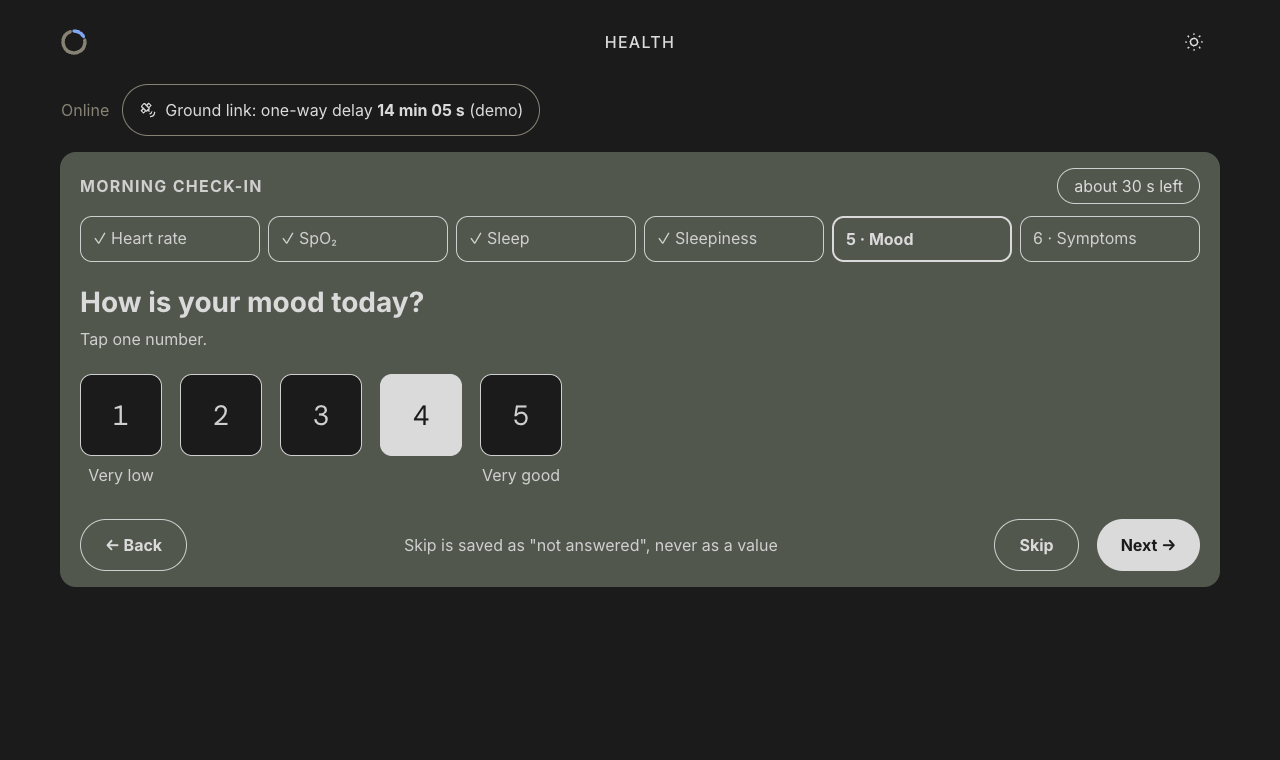 HEALTH
Online
Ground link: one-way delay 14 min 05 s (demo)
MORNING CHECK-IN
about 30 s left
✓ Heart rate
✓ SpO₂
✓ Sleep
✓ Sleepiness
5 · Mood
6 · Symptoms
How is your mood today?
Tap one number.
1
2
3
4
5
Very low
Very good
← Back
Skip is saved as "not answered", never as a value
Skip
Next →